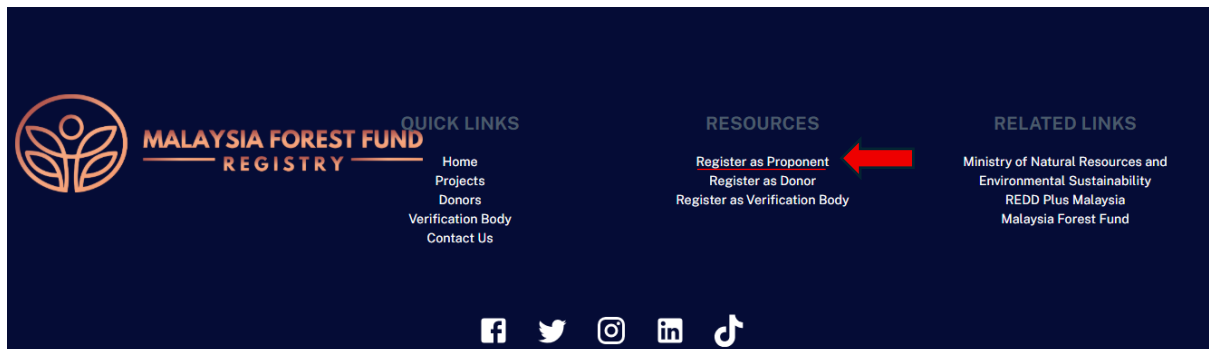 MALAYSIA FOREST FUND
REGISTRY
QUICK LINKS
Home
Projects
Donors
Verification Body
Contact Us
RESOURCES
Register as Proponent
Register as Donor
Register as Verification Body
RELATED LINKS
Ministry of Natural Resources and
Environmental Sustainability
REDD Plus Malaysia
Malaysia Forest Fund